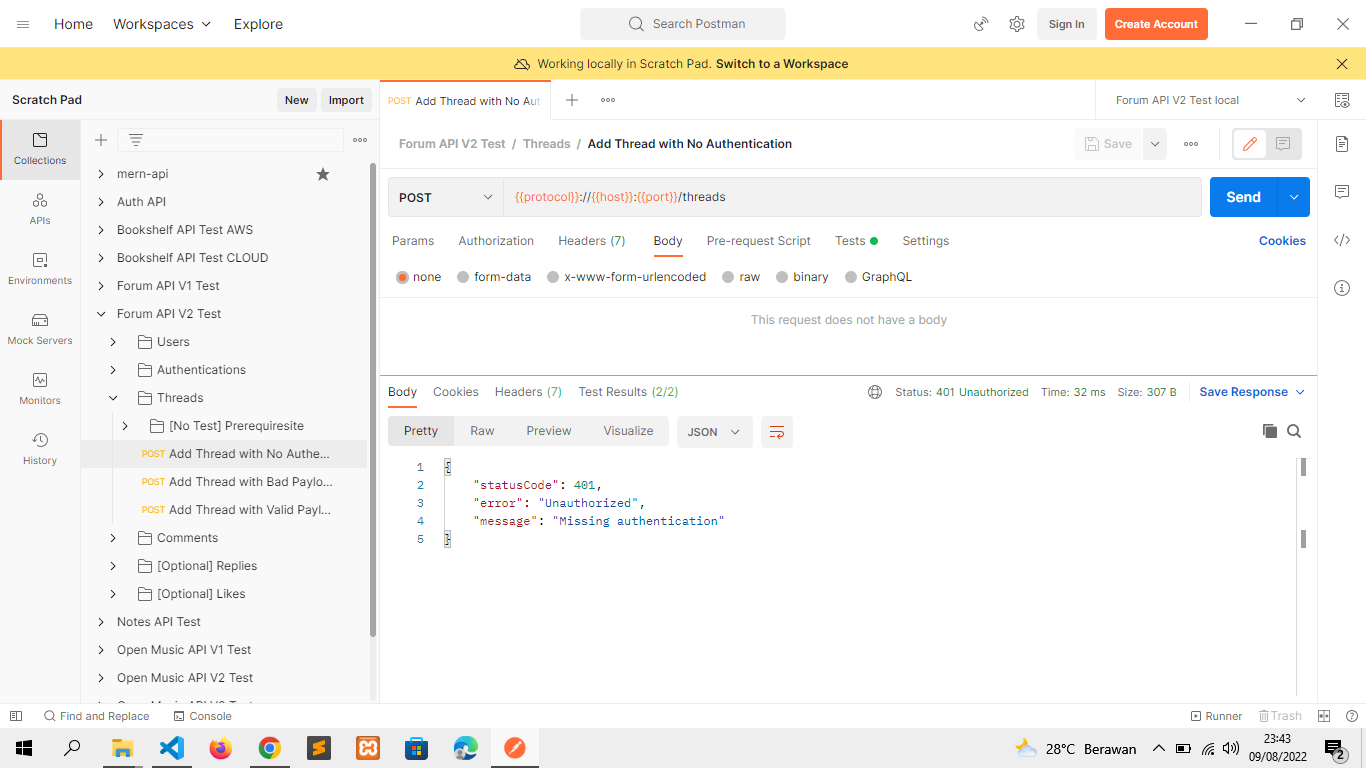 Home Workspaces Explore Search Postman Sign In Create Account
Working locally in Scratch Pad. Switch to a Workspace
Scratch Pad New Import
POST Add Thread with No Aut
Forum API V2 Test local
Collections
APIs
Environments
Mock Servers
Monitors
History
mern-api
Auth API
Bookshelf API Test AWS
Bookshelf API Test CLOUD
Forum API V1 Test
Forum API V2 Test
Users
Authentications
Threads
[No Test] Prerequiresite
POST Add Thread with No Authe...
POST Add Thread with Bad Paylo...
POST Add Thread with Valid Payl...
Comments
[Optional] Replies
[Optional] Likes
Notes API Test
Open Music API V1 Test
Open Music API V2 Test
Forum API V2 Test / Threads / Add Thread with No Authentication Save
POST {{protocol}}://{{host}}:{{port}}/threads Send
Params Authorization Headers (7) Body Pre-request Script Tests Settings Cookies
none form-data x-www-form-urlencoded raw binary GraphQL
This request does not have a body
Body Cookies Headers (7) Test Results (2/2) Status: 401 Unauthorized Time: 32 ms Size: 307 B Save Response
Pretty Raw Preview Visualize JSON
1 {
2 "statusCode": 401,
3 "error": "Unauthorized",
4 "message": "Missing authentication"
5 }
Find and Replace Console Runner Trash
28°C Berawan 23:43
09/08/2022 2